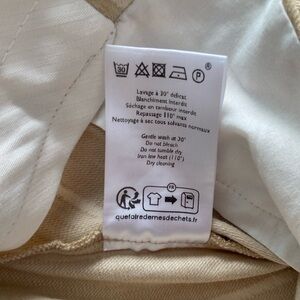 30 P
Lavage à 30° délicat
Blanchiment interdit
Séchage en tambour interdit
Repassage 110° max
Nettoyage à sec tous solvants normaux
Gentle wash at 30°
Do not bleach
Do not tumble dry
Iron low heat (110°)
Dry cleaning
FR
quefairedemesdechets.fr